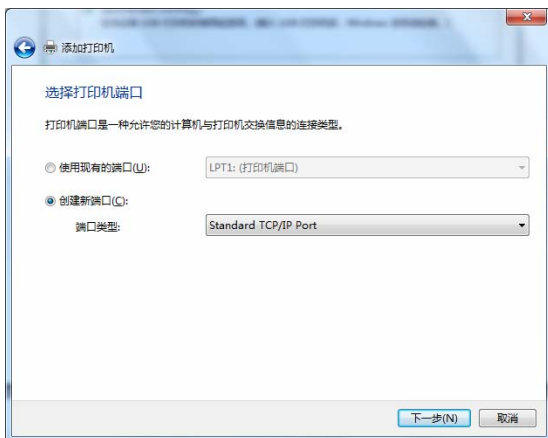 添加打印机
选择打印机端口
打印机端口是一种允许您的计算机与打印机交换信息的连接类型。
使用现有的端口(U): LPT1: (打印机端口)
创建新端口(C):
端口类型: Standard TCP/IP Port
下一步(N) 取消